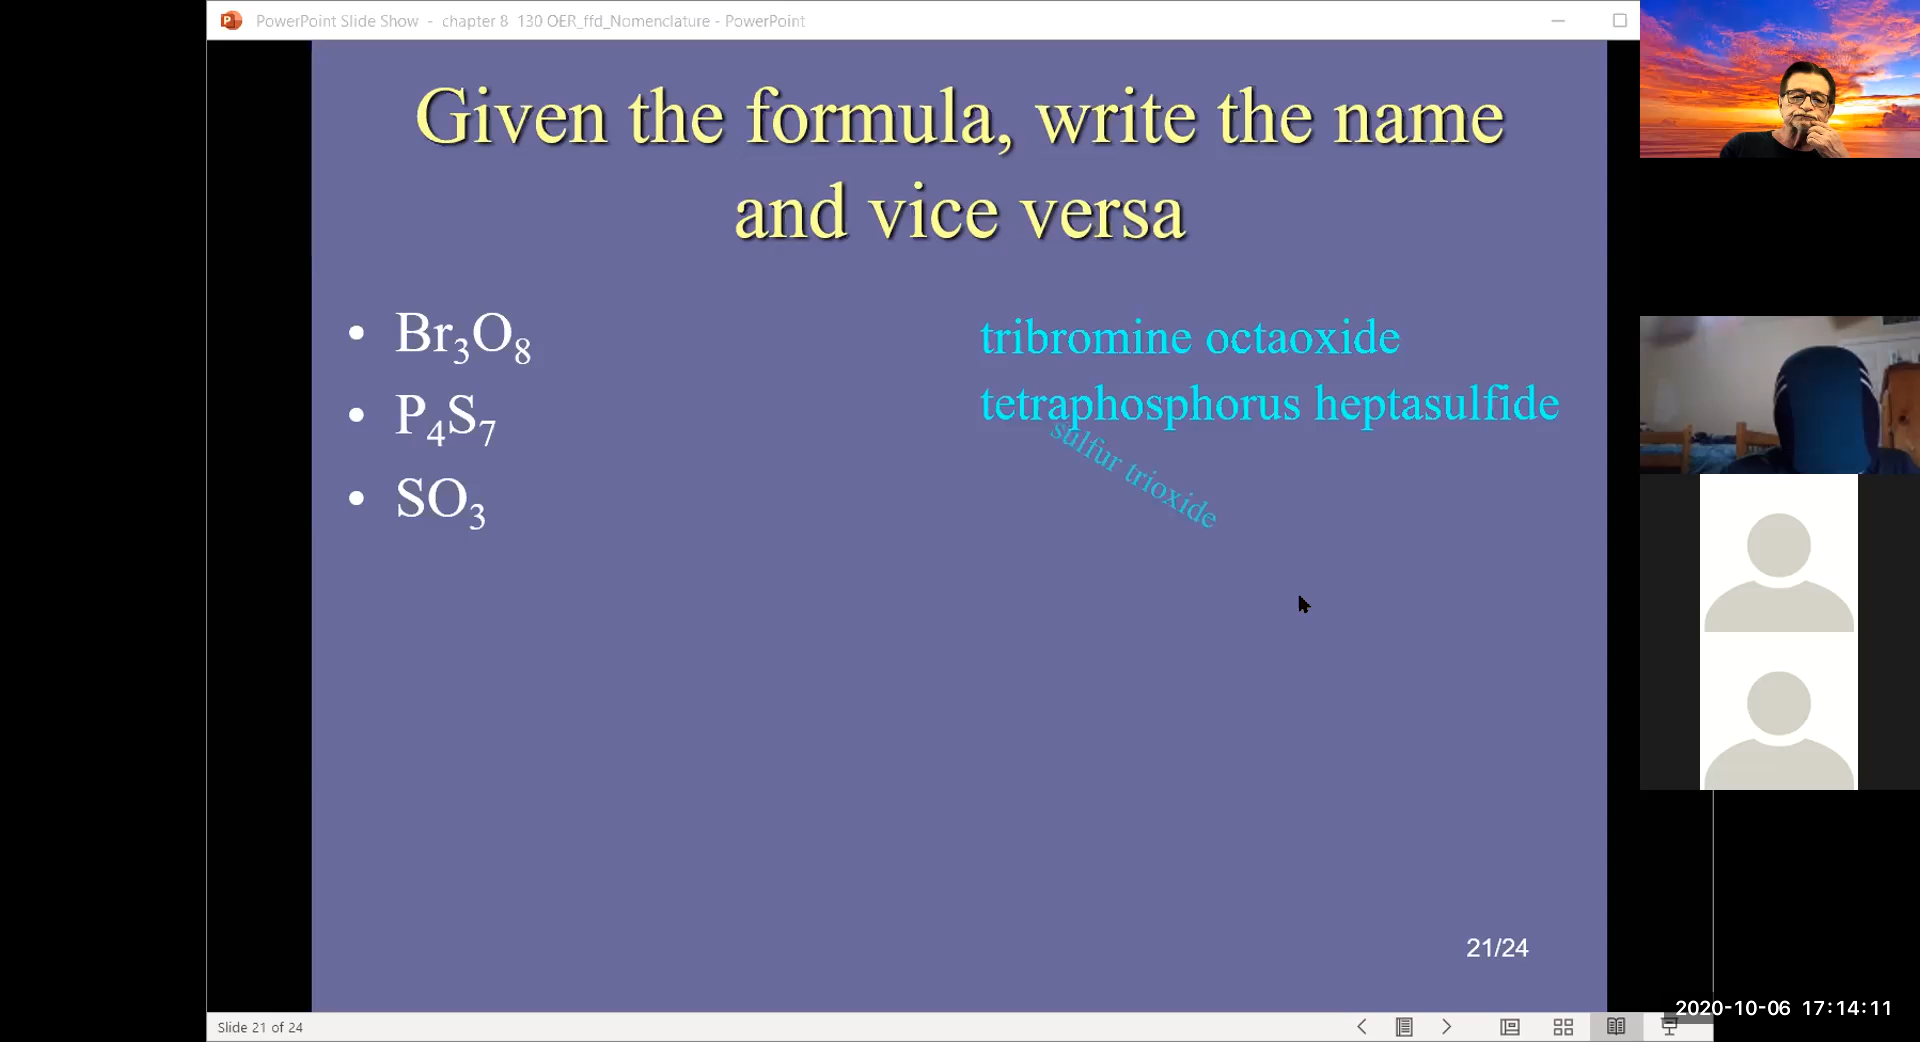 PowerPoint Slide Show - chapter 8 130 OER_ffd_Nomenclature - PowerPoint
Given the formula, write the name
and vice versa
• Br₃O₈
tribromine octaoxide
• P₄S₇
tetraphosphorus heptasulfide
• SO₃
sulfur trioxide
21/24
2020-10-06 17:14:11
Slide 21 of 24